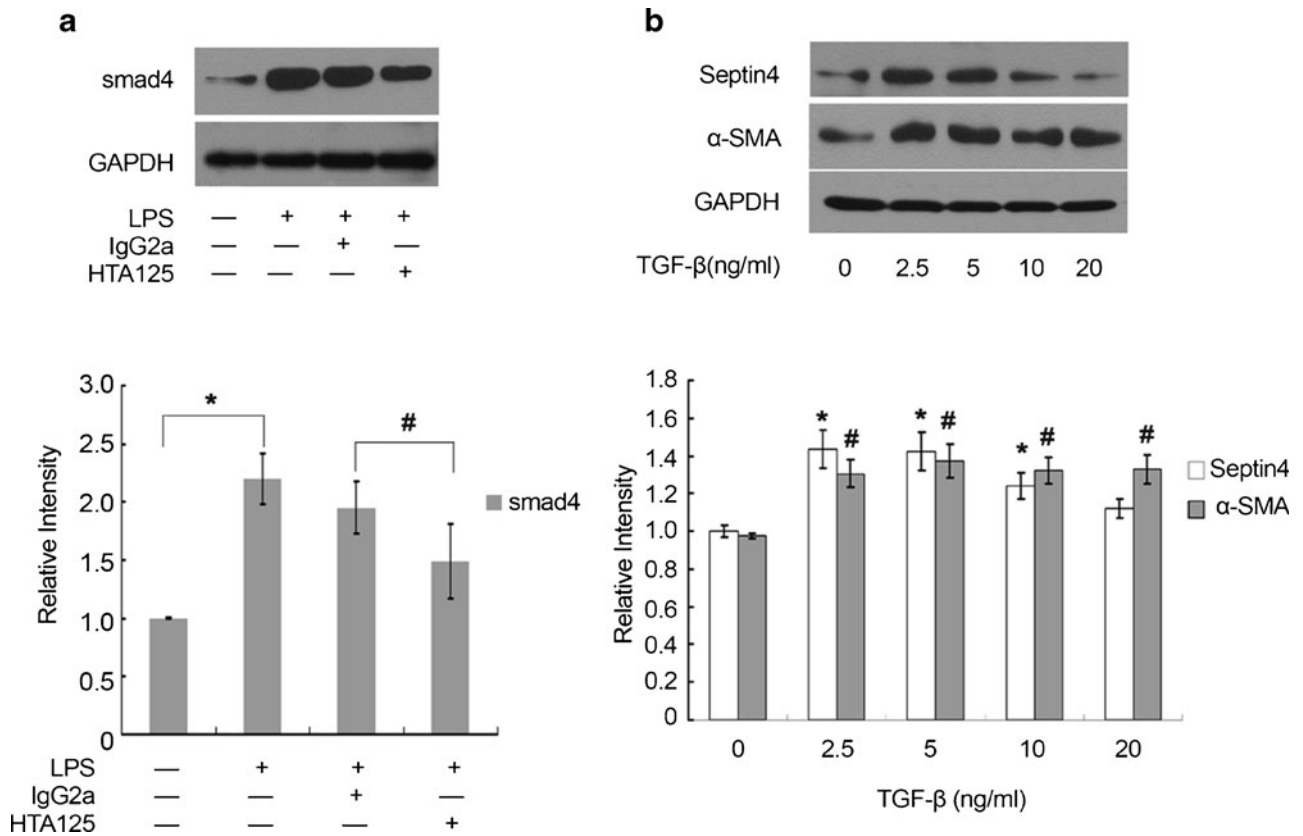 a
smad4
GAPDH
LPS — + + +
IgG2a — — + —
HTA125 — — — +
3.0
2.5
2.0
1.5
1.0
0.5
0
Relative Intensity
*
#
smad4
LPS — + + +
IgG2a — — + —
HTA125 — — — +
b
Septin4
α-SMA
GAPDH
TGF-β(ng/ml) 0 2.5 5 10 20
1.8
1.6
1.4
1.2
1.0
0.8
0.6
0.4
0.2
0
Relative Intensity
* # * # * # #
Septin4
α-SMA
0 2.5 5 10 20
TGF-β (ng/ml)